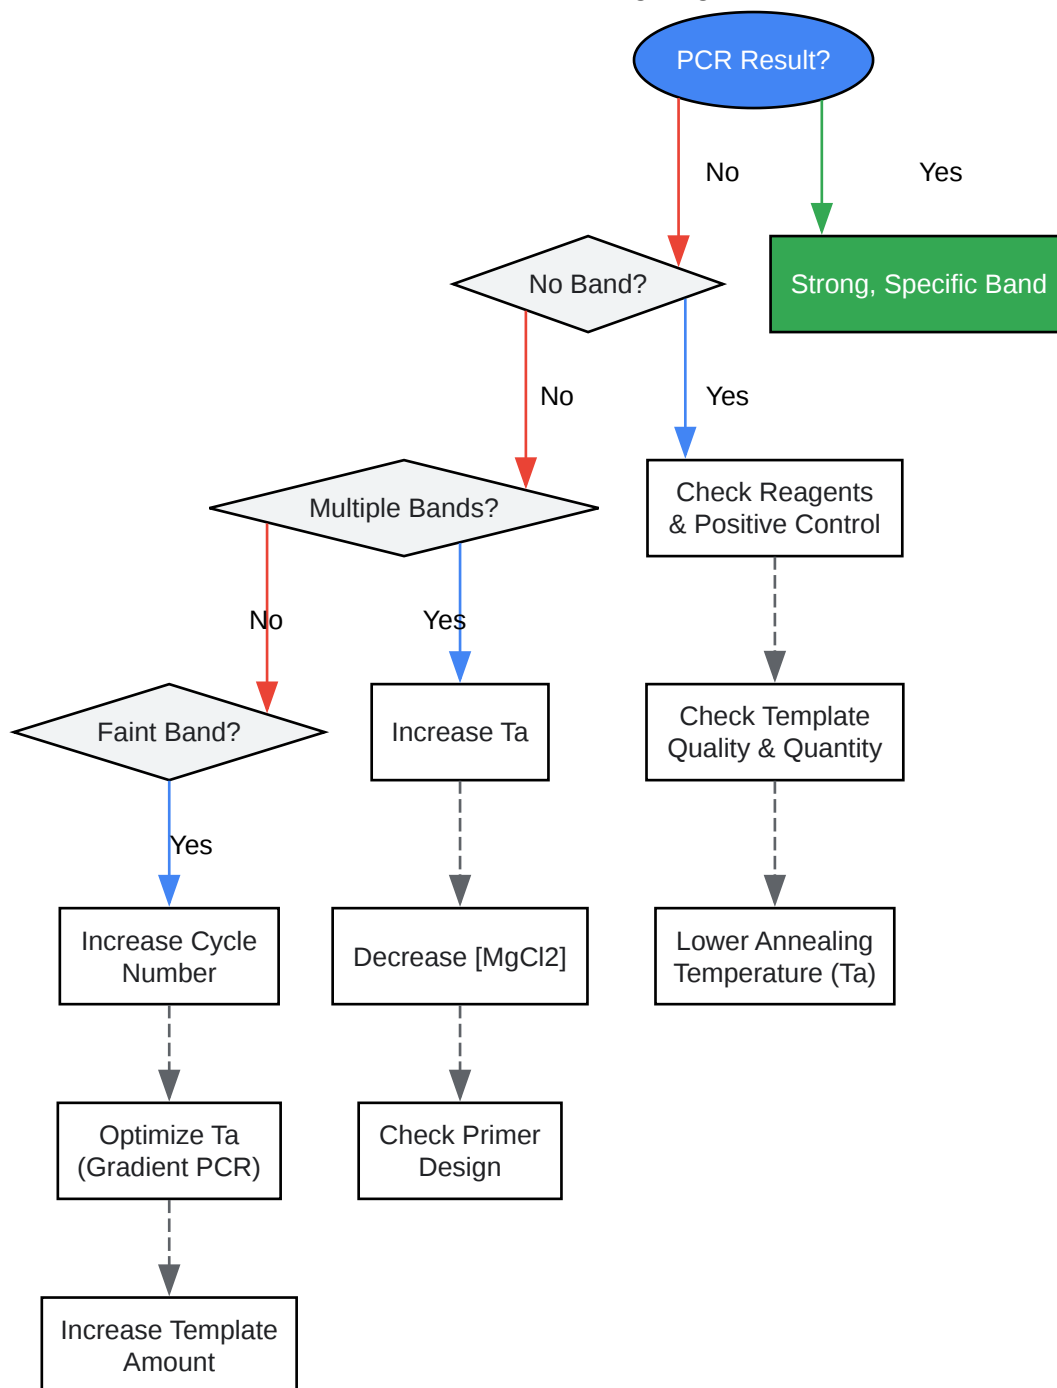 PCR Result?
No
Yes
No Band?
Strong, Specific Band
No
Yes
Multiple Bands?
Check Reagents
& Positive Control
No
Yes
Faint Band?
Increase Ta
Check Template
Quality & Quantity
Yes
Increase Cycle
Number
Decrease [MgCl2]
Lower Annealing
Temperature (Ta)
Optimize Ta
(Gradient PCR)
Check Primer
Design
Increase Template
Amount